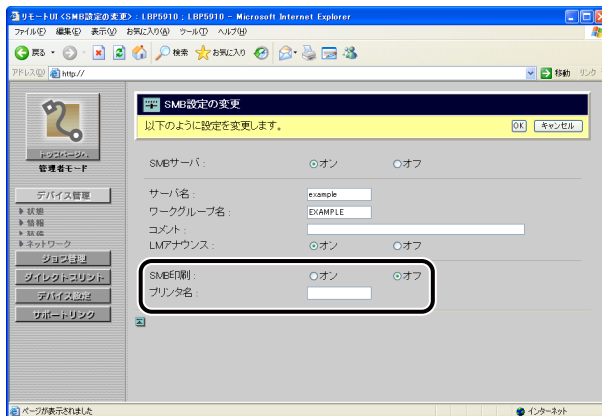 リモートUI <SMB設定の変更> : LBP5910 ; LBP5910 - Microsoft Internet Explorer
ファイル(F) 編集(E) 表示(V) お気に入り(A) ツール(T) ヘルプ(H)
戻る 検索 お気に入り
アドレス(D) http:// 移動 リンク
SMB設定の変更
以下のように設定を変更します。 OK キャンセル
トップページへ
管理者モード
デバイス管理
状態
情報
ネットワーク
ジョブ管理
ダイレクトプリント
デバイス設定
サポートリンク
SMBサーバ : オン オフ
サーバ名 : example
ワークグループ名 : EXAMPLE
コメント :
LMアナウンス : オン オフ
SMB印刷 : オン オフ
プリンタ名 :
ページが表示されました インターネット